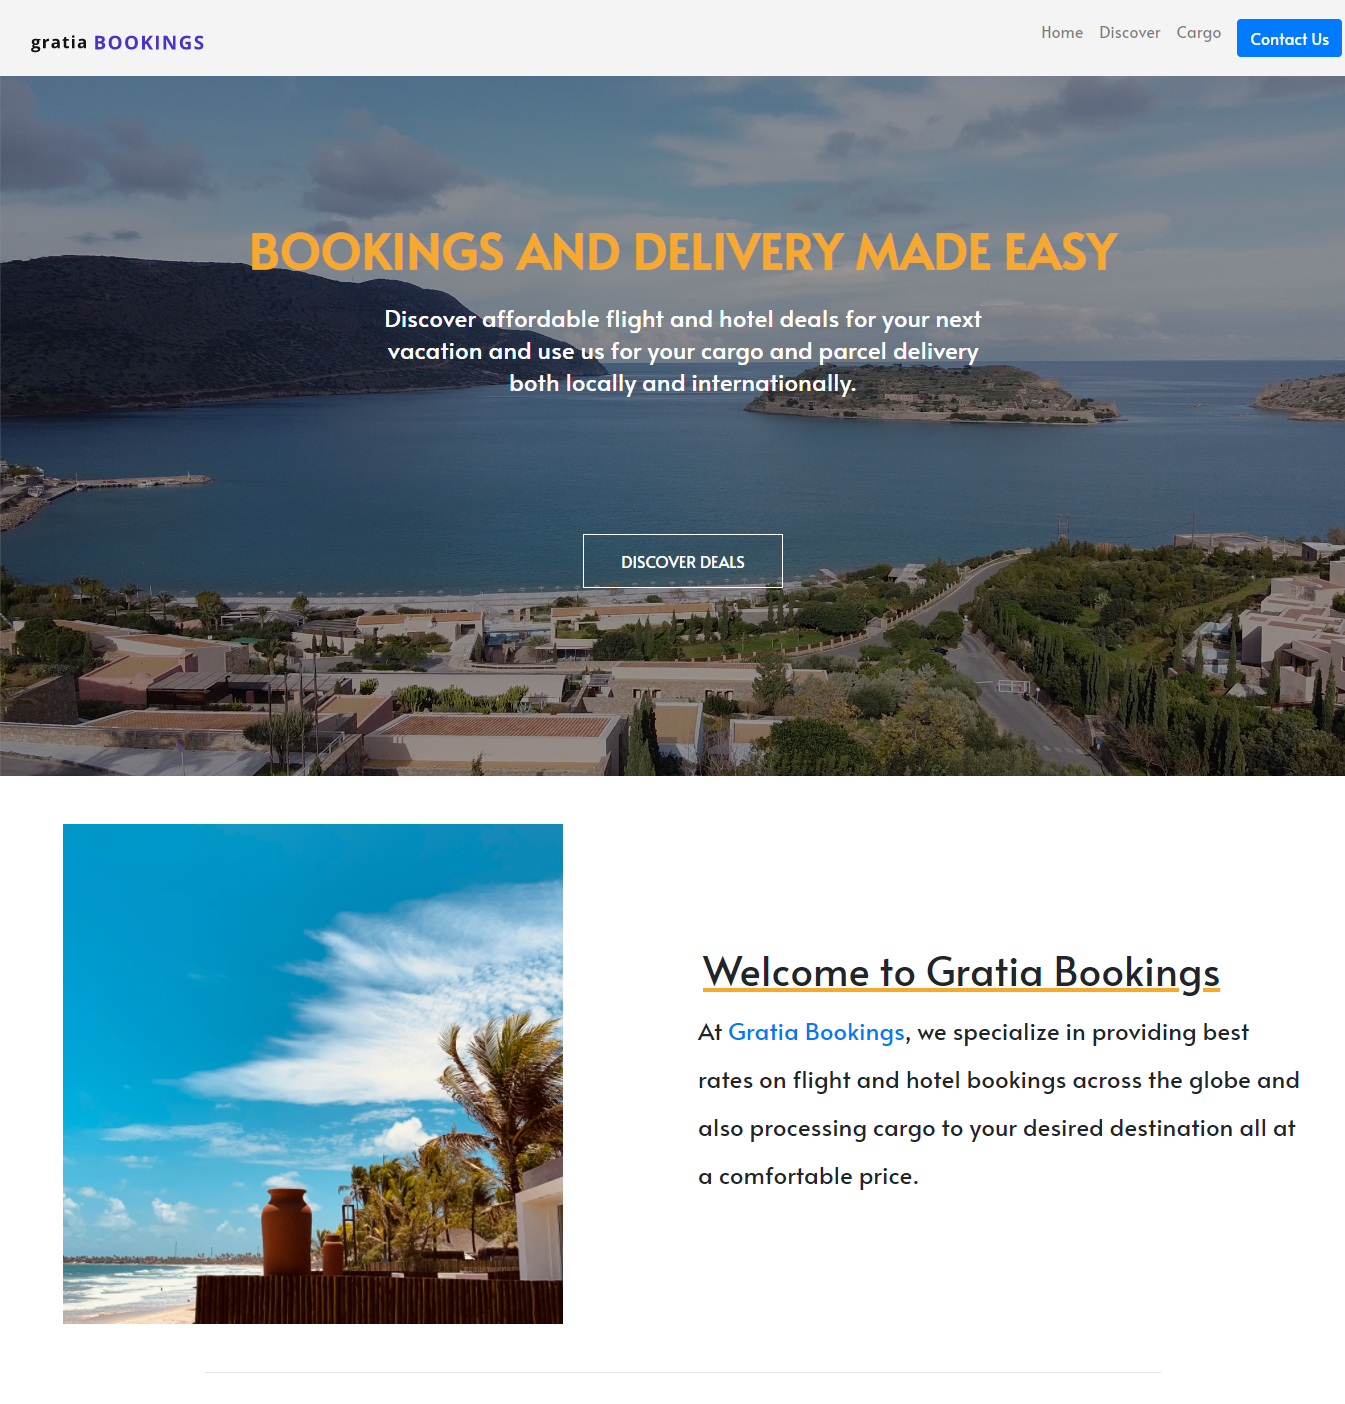 gratia BOOKINGS
Home Discover Cargo Contact Us
BOOKINGS AND DELIVERY MADE EASY
Discover affordable flight and hotel deals for your next
vacation and use us for your cargo and parcel delivery
both locally and internationally.
DISCOVER DEALS
Welcome to Gratia Bookings
At Gratia Bookings, we specialize in providing best
rates on flight and hotel bookings across the globe and
also processing cargo to your desired destination all at
a comfortable price.